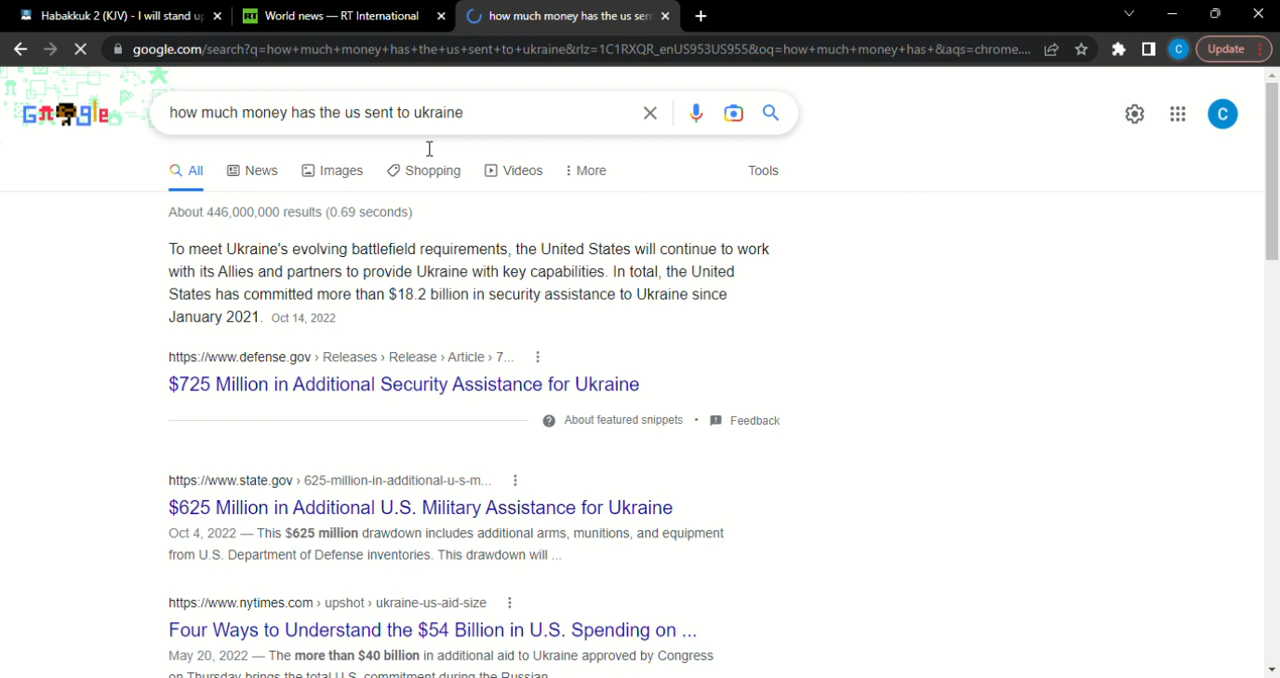 Habakkuk 2 (KJV) - I will stand u
World news — RT International
how much money has the us sen
google.com/search?q=how+much+money+has+the+us+sent+to+ukraine&rlz=1C1RXQR_enUS953US955&oq=how+much+money+has+&aqs=chrome....
C
Update
Google
how much money has the us sent to ukraine
C
All
News
Images
Shopping
Videos
More
Tools
About 446,000,000 results (0.69 seconds)
To meet Ukraine's evolving battlefield requirements, the United States will continue to work
with its Allies and partners to provide Ukraine with key capabilities. In total, the United
States has committed more than $18.2 billion in security assistance to Ukraine since
January 2021. Oct 14, 2022
https://www.defense.gov › Releases › Release › Article › 7...
$725 Million in Additional Security Assistance for Ukraine
About featured snippets • Feedback
https://www.state.gov › 625-million-in-additional-u-s-m...
$625 Million in Additional U.S. Military Assistance for Ukraine
Oct 4, 2022 — This $625 million drawdown includes additional arms, munitions, and equipment
from U.S. Department of Defense inventories. This drawdown will ...
https://www.nytimes.com › upshot › ukraine-us-aid-size
Four Ways to Understand the $54 Billion in U.S. Spending on ...
May 20, 2022 — The more than $40 billion in additional aid to Ukraine approved by Congress
on Thursday brings the total U.S. commitment during the Russian